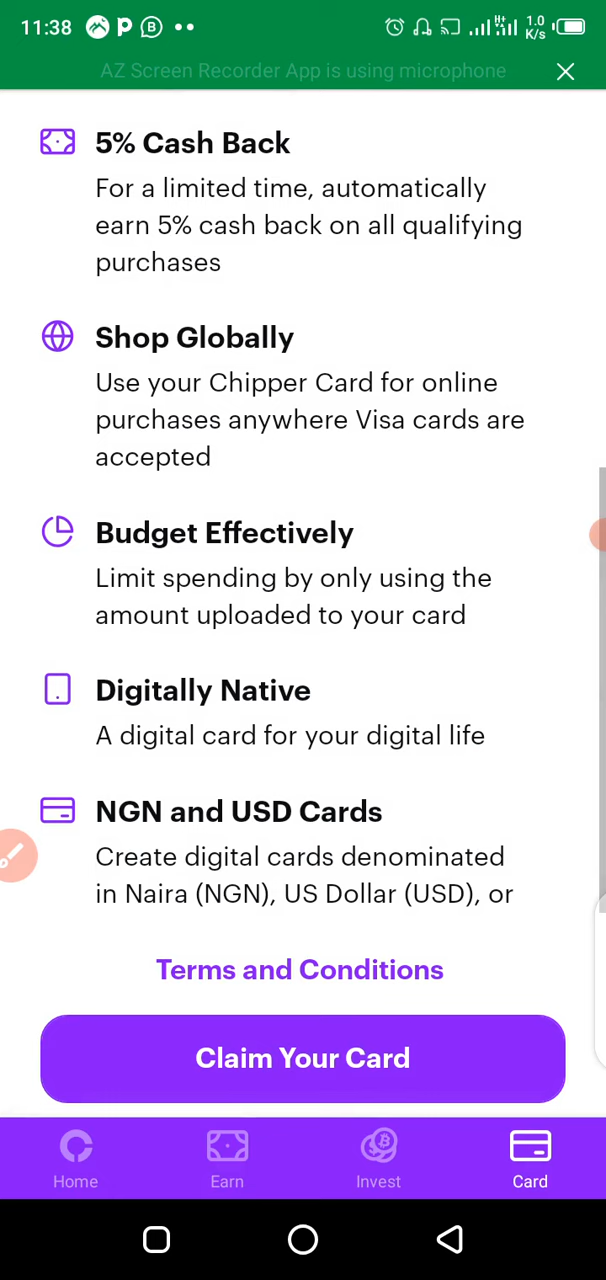 11:38
1.0
K/s
AZ Screen Recorder App is using microphone
5% Cash Back
For a limited time, automatically
earn 5% cash back on all qualifying
purchases
Shop Globally
Use your Chipper Card for online
purchases anywhere Visa cards are
accepted
Budget Effectively
Limit spending by only using the
amount uploaded to your card
Digitally Native
A digital card for your digital life
NGN and USD Cards
Create digital cards denominated
in Naira (NGN), US Dollar (USD), or
Terms and Conditions
Claim Your Card
Home Earn Invest Card